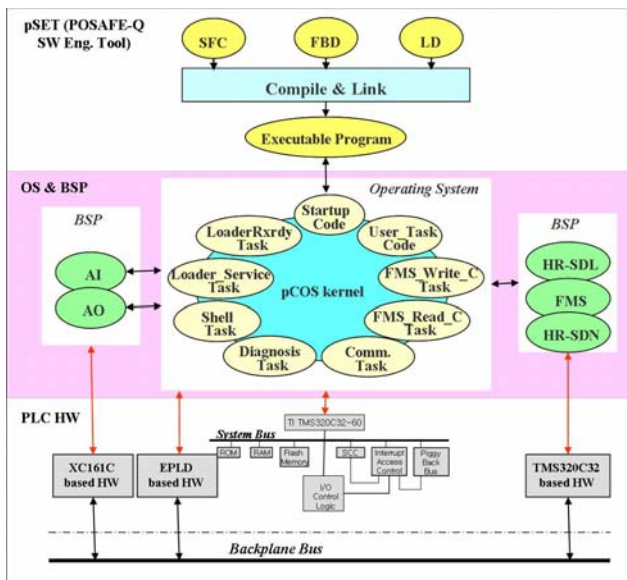 pSET (POSAFE-Q
SW Eng. Tool)
SFC
FBD
LD
Compile & Link
Executable Program
OS & BSP
Operating System
BSP
AI
AO
Startup
Code
LoaderRxrdy
Task
User_Task
Code
Loader_Service
Task
FMS_Write_C
Task
pCOS kernel
Shell
Task
FMS_Read_C
Task
Diagnosis
Task
Comm.
Task
BSP
HR-SDL
FMS
HR-SDN
PLC HW
TI TMS320C32-60
System Bus
ROM
RAM
Flash
Memory
SCC
Interrupt
Access
Control
Piggy
Back
Bus
I/O
Control
Logic
XC161C
based HW
EPLD
based HW
TMS320C32
based HW
Backplane Bus